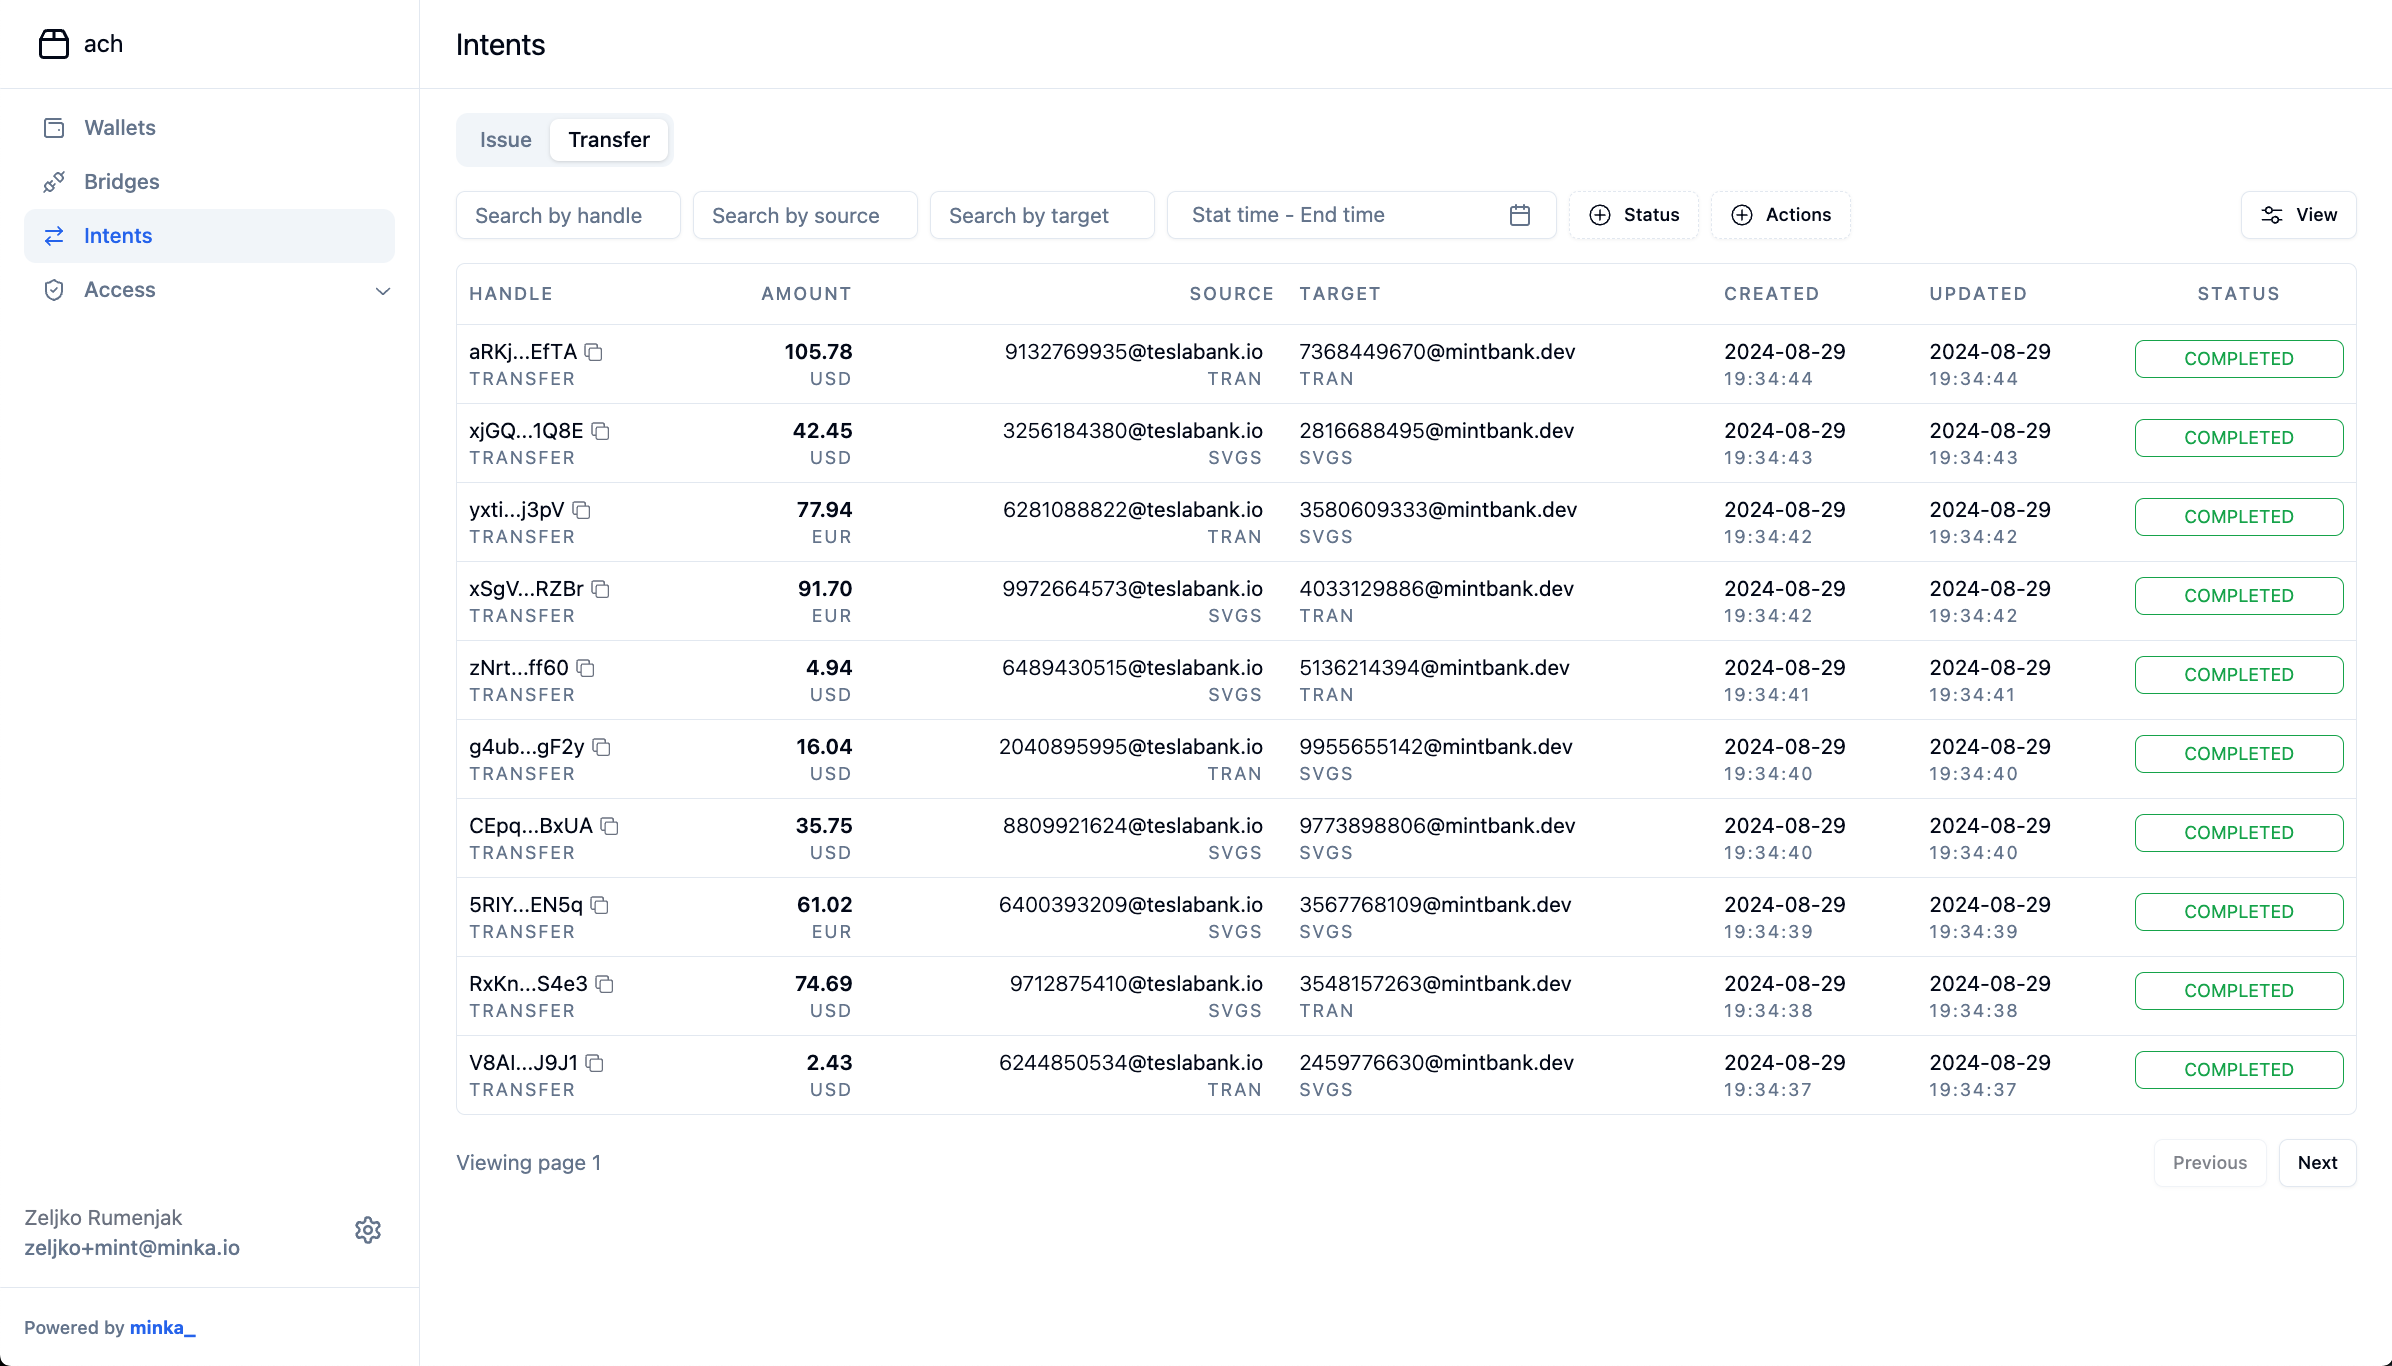 ach
Intents
Wallets
Bridges
Intents
Access
Issue Transfer
Search by handle Search by source Search by target Stat time - End time Status Actions View
HANDLE AMOUNT SOURCE TARGET CREATED UPDATED STATUS
aRKj...EfTA 105.78 9132769935@teslabank.io 7368449670@mintbank.dev 2024-08-29 2024-08-29 COMPLETED
TRANSFER USD TRAN TRAN 19:34:44 19:34:44
xjGQ...1Q8E 42.45 3256184380@teslabank.io 2816688495@mintbank.dev 2024-08-29 2024-08-29 COMPLETED
TRANSFER USD SVGS SVGS 19:34:43 19:34:43
yxti...j3pV 77.94 6281088822@teslabank.io 3580609333@mintbank.dev 2024-08-29 2024-08-29 COMPLETED
TRANSFER EUR TRAN SVGS 19:34:42 19:34:42
xSgV...RZBr 91.70 9972664573@teslabank.io 4033129886@mintbank.dev 2024-08-29 2024-08-29 COMPLETED
TRANSFER EUR SVGS TRAN 19:34:42 19:34:42
zNrt...ff60 4.94 6489430515@teslabank.io 5136214394@mintbank.dev 2024-08-29 2024-08-29 COMPLETED
TRANSFER USD SVGS TRAN 19:34:41 19:34:41
g4ub...gF2y 16.04 2040895995@teslabank.io 9955655142@mintbank.dev 2024-08-29 2024-08-29 COMPLETED
TRANSFER USD TRAN SVGS 19:34:40 19:34:40
CEpq...BxUA 35.75 8809921624@teslabank.io 9773898806@mintbank.dev 2024-08-29 2024-08-29 COMPLETED
TRANSFER USD SVGS SVGS 19:34:40 19:34:40
5RIY...EN5q 61.02 6400393209@teslabank.io 3567768109@mintbank.dev 2024-08-29 2024-08-29 COMPLETED
TRANSFER EUR SVGS SVGS 19:34:39 19:34:39
RxKn...S4e3 74.69 9712875410@teslabank.io 3548157263@mintbank.dev 2024-08-29 2024-08-29 COMPLETED
TRANSFER USD SVGS TRAN 19:34:38 19:34:38
V8AI...J9J1 2.43 6244850534@teslabank.io 2459776630@mintbank.dev 2024-08-29 2024-08-29 COMPLETED
TRANSFER USD TRAN SVGS 19:34:37 19:34:37
Viewing page 1 Previous Next
Zeljko Rumenjak
zeljko+mint@minka.io
Powered by minka_